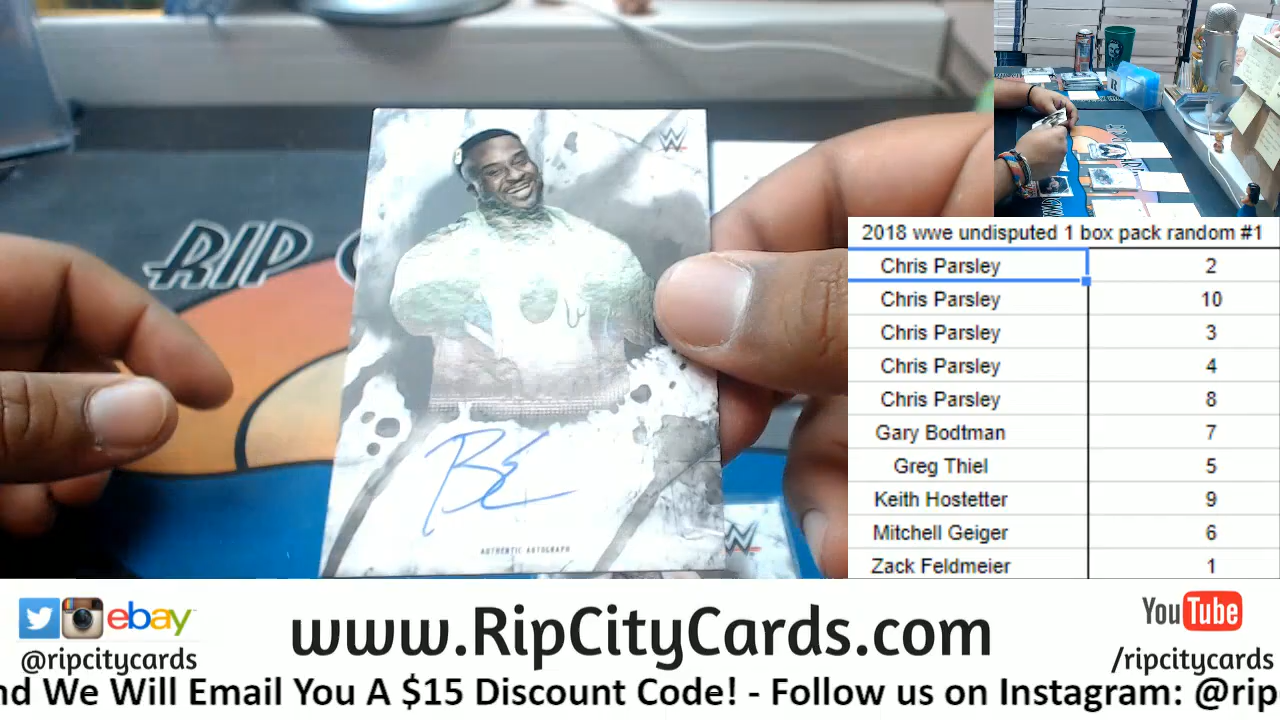 W
RIP C
BE
AUTHENTIC AUTOGRAPH
W
2018 wwe undisputed 1 box pack random #1
Chris Parsley 2
Chris Parsley 10
Chris Parsley 3
Chris Parsley 4
Chris Parsley 8
Gary Bodtman 7
Greg Thiel 5
Keith Hostetter 9
Mitchell Geiger 6
Zack Feldmeier 1
ebay
@ripcitycards
www.RipCityCards.com
YouTube
/ripcitycards
nd We Will Email You A $15 Discount Code! - Follow us on Instagram: @rip